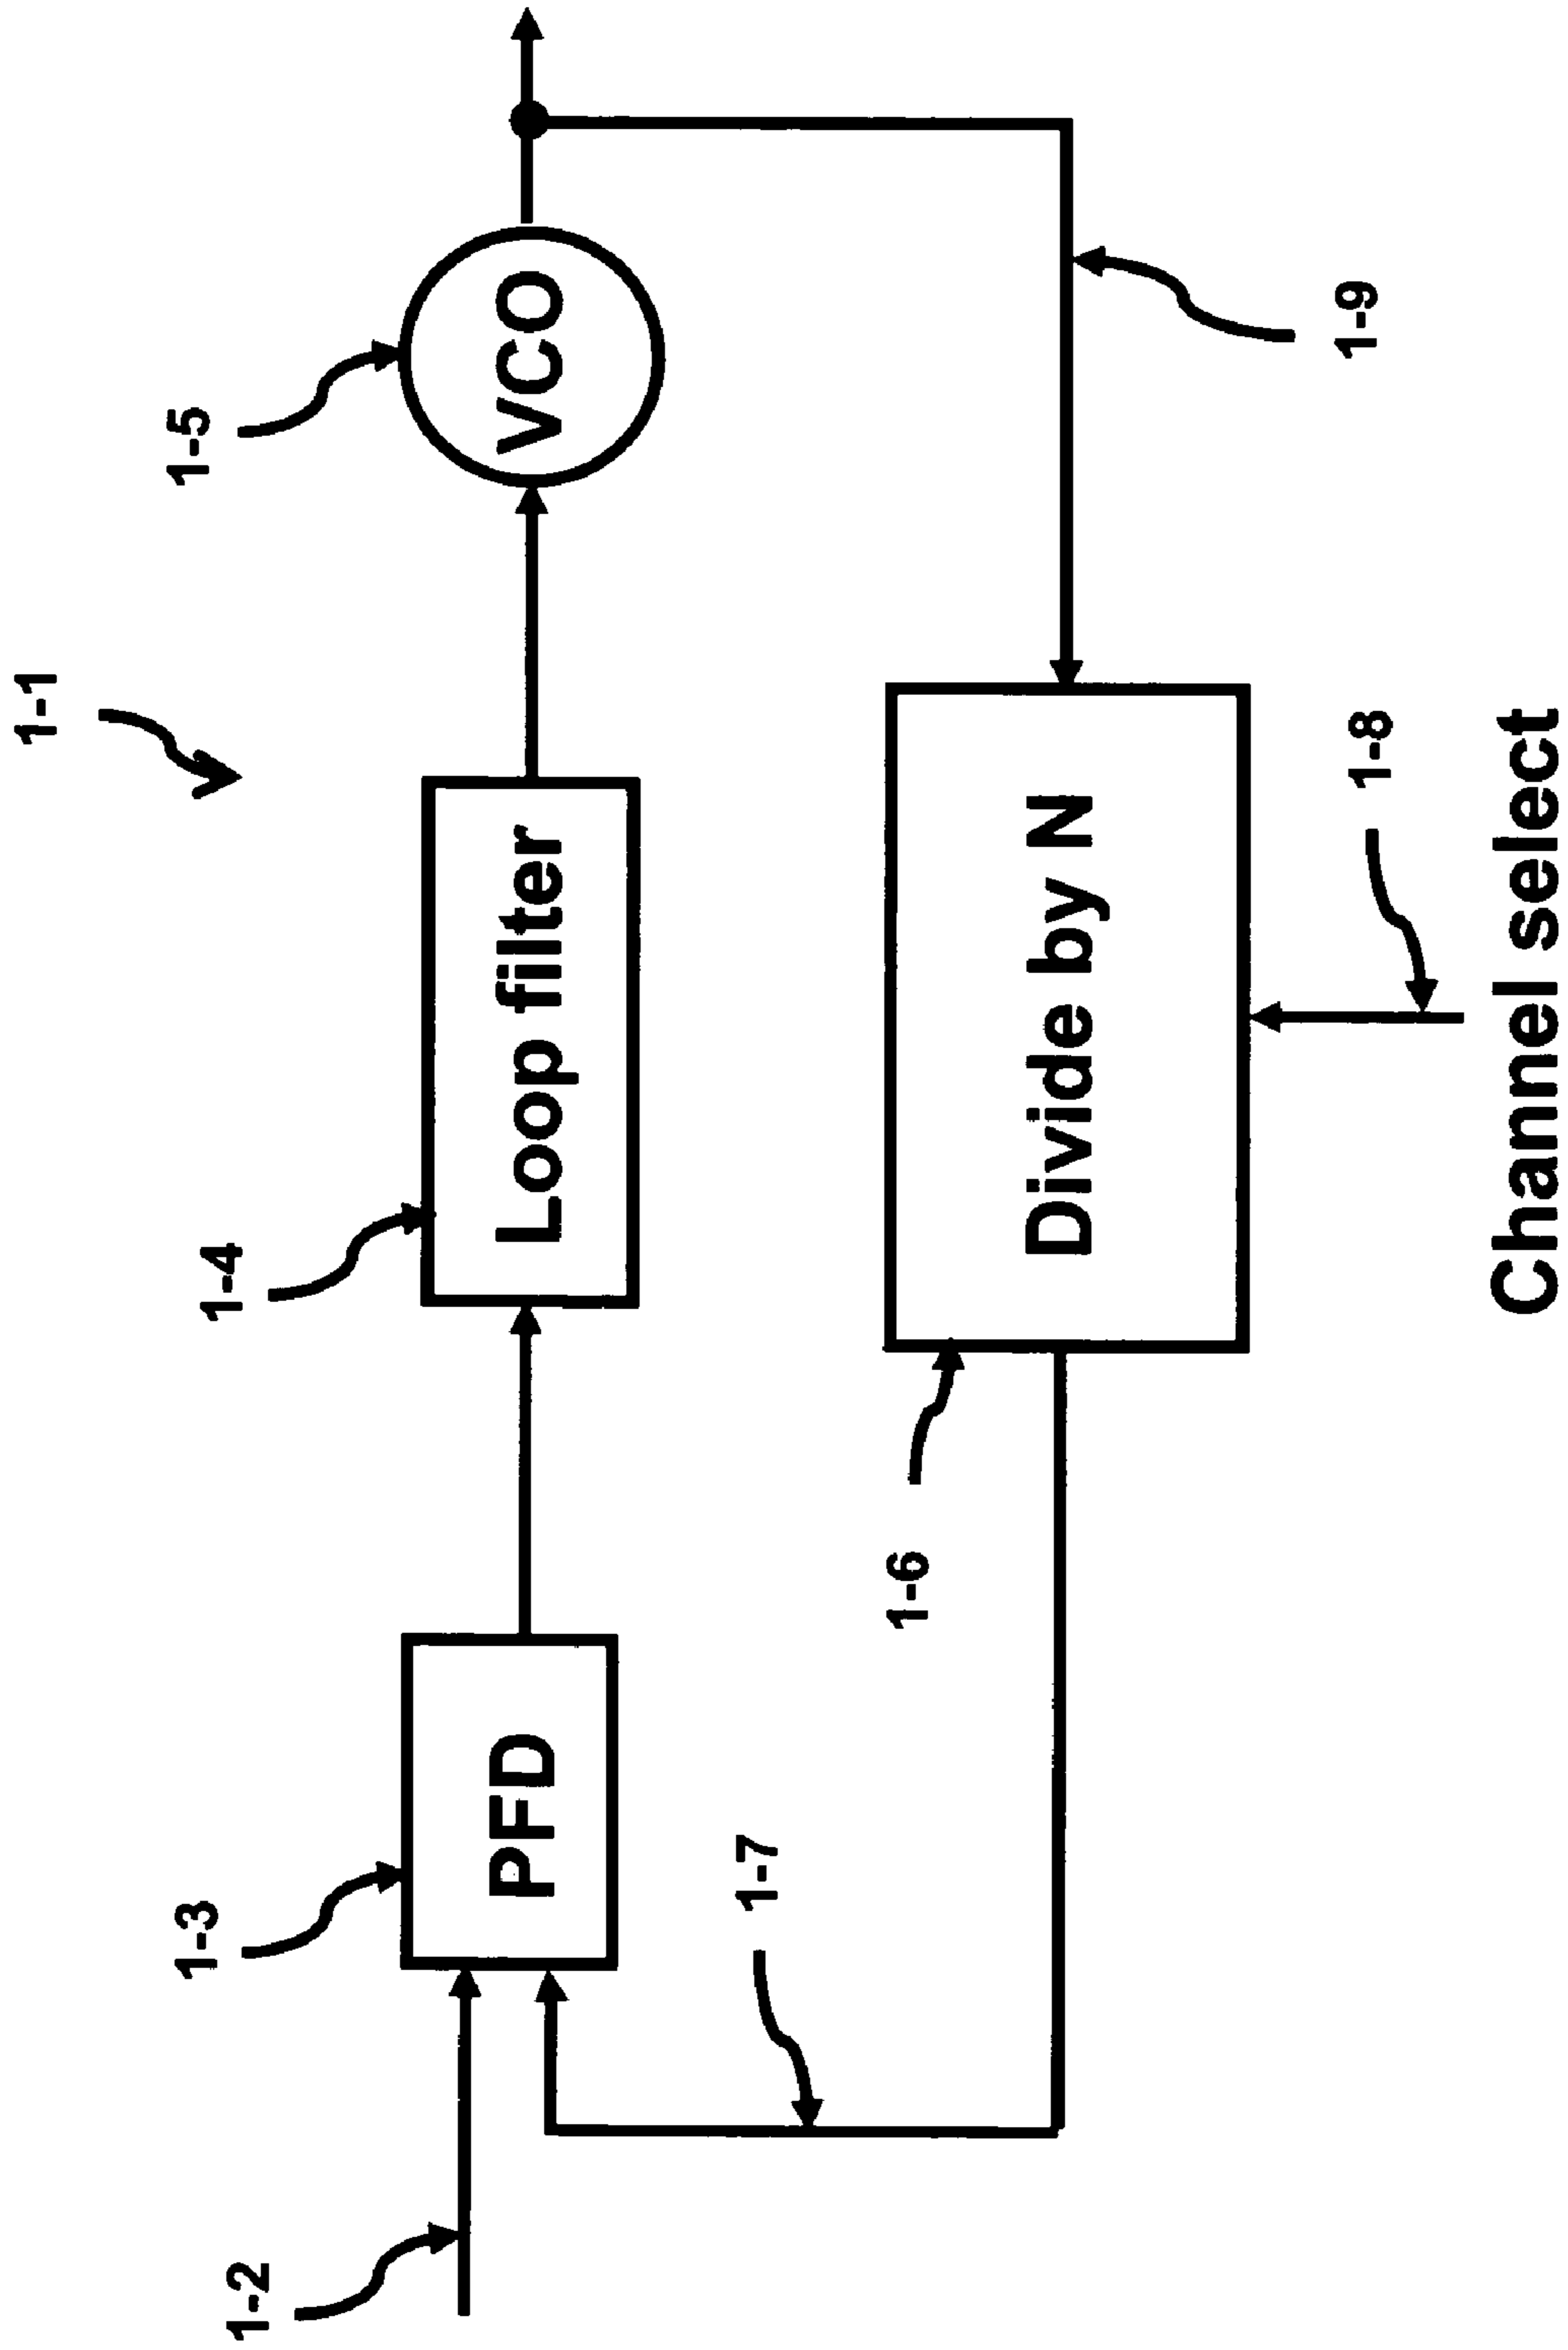 1-1
1-5
1-4
1-3
1-2
VCO
Loop filter
PFD
1-7
1-6
Divide by N
1-9
1-8
Channel select